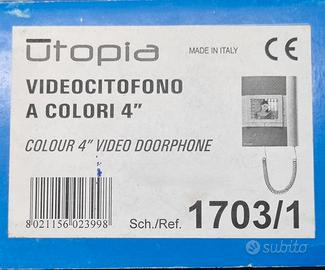 Utopia
MADE IN ITALY
CE
VIDEOCITOFONO
A COLORI 4"
COLOUR 4" VIDEO DOORPHONE
8 021156 023998
Sch./Ref. 1703/1
subito